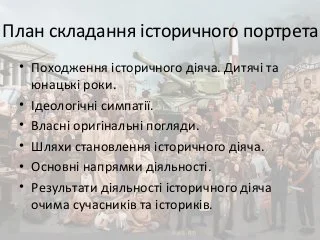 План складання історичного портрета
• Походження історичного діяча. Дитячі та
юнацькі роки.
• Ідеологічні симпатії.
• Власні оригінальні погляди.
• Шляхи становлення історичного діяча.
• Основні напрямки діяльності.
• Результати діяльності історичного діяча
очима сучасників та істориків.